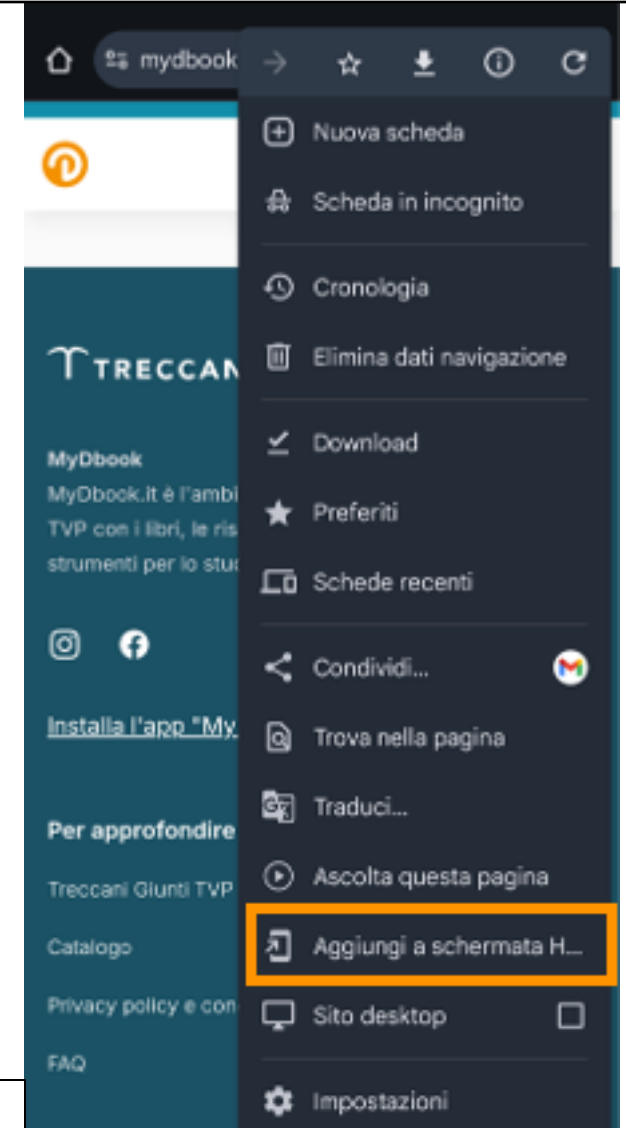 mydbook
Nuova scheda
Scheda in incognito
Cronologia
Elimina dati navigazione
Download
Preferiti
Schede recenti
Condividi...
Trova nella pagina
Traduci...
Ascolta questa pagina
Aggiungi a schermata H...
Sito desktop
Impostazioni
TRECCAN
MyDbook
MyDbook.it è l'ambi
TVP con i libri, le ris
strumenti per lo stud
Installa l'app "My
Per approfondire
Treccani Giunti TVP
Catalogo
Privacy policy e con
FAQ